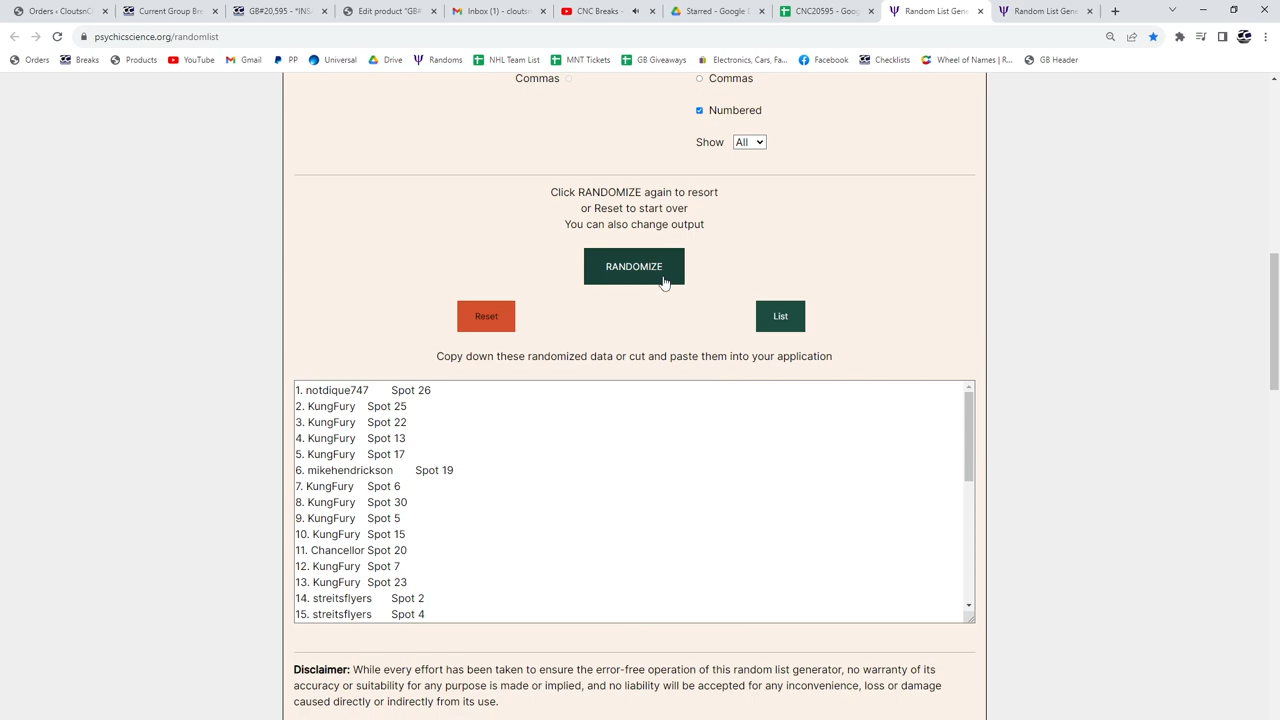 Orders ‹ CloutsnC
Current Group Bre
GB#20,595 – *INSA
Edit product "GB#
Inbox (1) - cloutsn
CNC Breaks -
Starred - Google D
CNC20595 - Goog
Random List Gene
Random List Gene
psychicscience.org/randomlist
Orders
Breaks
Products
YouTube
Gmail
PP
Universal
Drive
Randoms
NHL Team List
MNT Tickets
GB Giveaways
Electronics, Cars, Fa...
Facebook
Checklists
Wheel of Names | R...
GB Header
Commas
Commas
Numbered
Show All
Click RANDOMIZE again to resort
or Reset to start over
You can also change output
RANDOMIZE
Reset
List
Copy down these randomized data or cut and paste them into your application
1. notdique747 Spot 26
2. KungFury Spot 25
3. KungFury Spot 22
4. KungFury Spot 13
5. KungFury Spot 17
6. mikehendrickson Spot 19
7. KungFury Spot 6
8. KungFury Spot 30
9. KungFury Spot 5
10. KungFury Spot 15
11. Chancellor Spot 20
12. KungFury Spot 7
13. KungFury Spot 23
14. streitsflyers Spot 2
15. streitsflyers Spot 4
Disclaimer: While every effort has been taken to ensure the error-free operation of this random list generator, no warranty of its
accuracy or suitability for any purpose is made or implied, and no liability will be accepted for any inconvenience, loss or damage
caused directly or indirectly from its use.